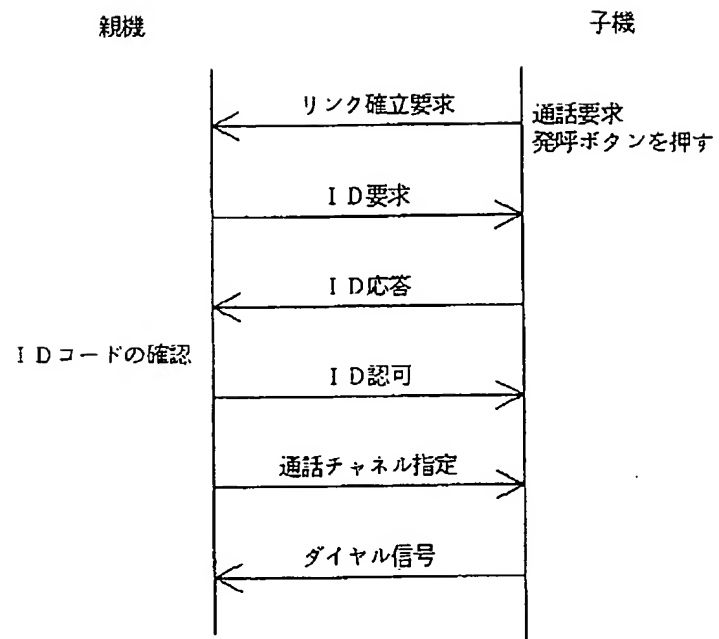 親機
子機
リンク確立要求
通話要求
発呼ボタンを押す
ID要求
ID応答
IDコードの確認
ID認可
通話チャネル指定
ダイヤル信号